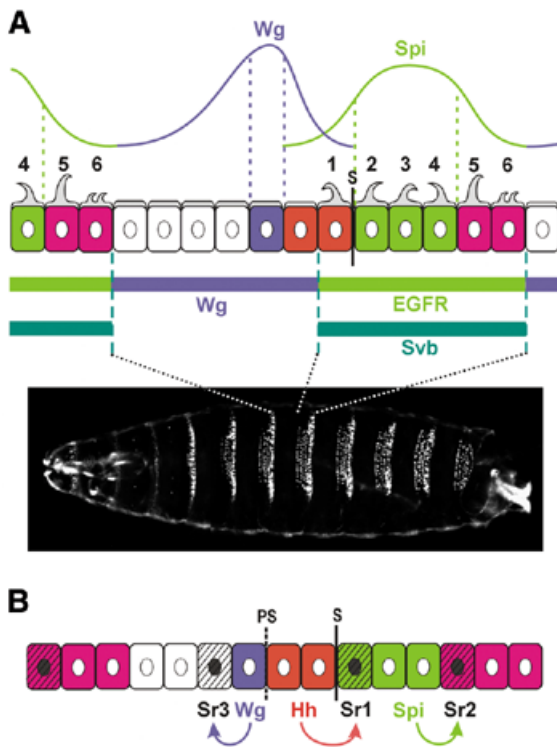 A
Wg
Spi
4 5 6 1 S 2 3 4 5 6
Wg EGFR
Svb
B
PS S
Sr3 Wg Hh Sr1 Spi Sr2